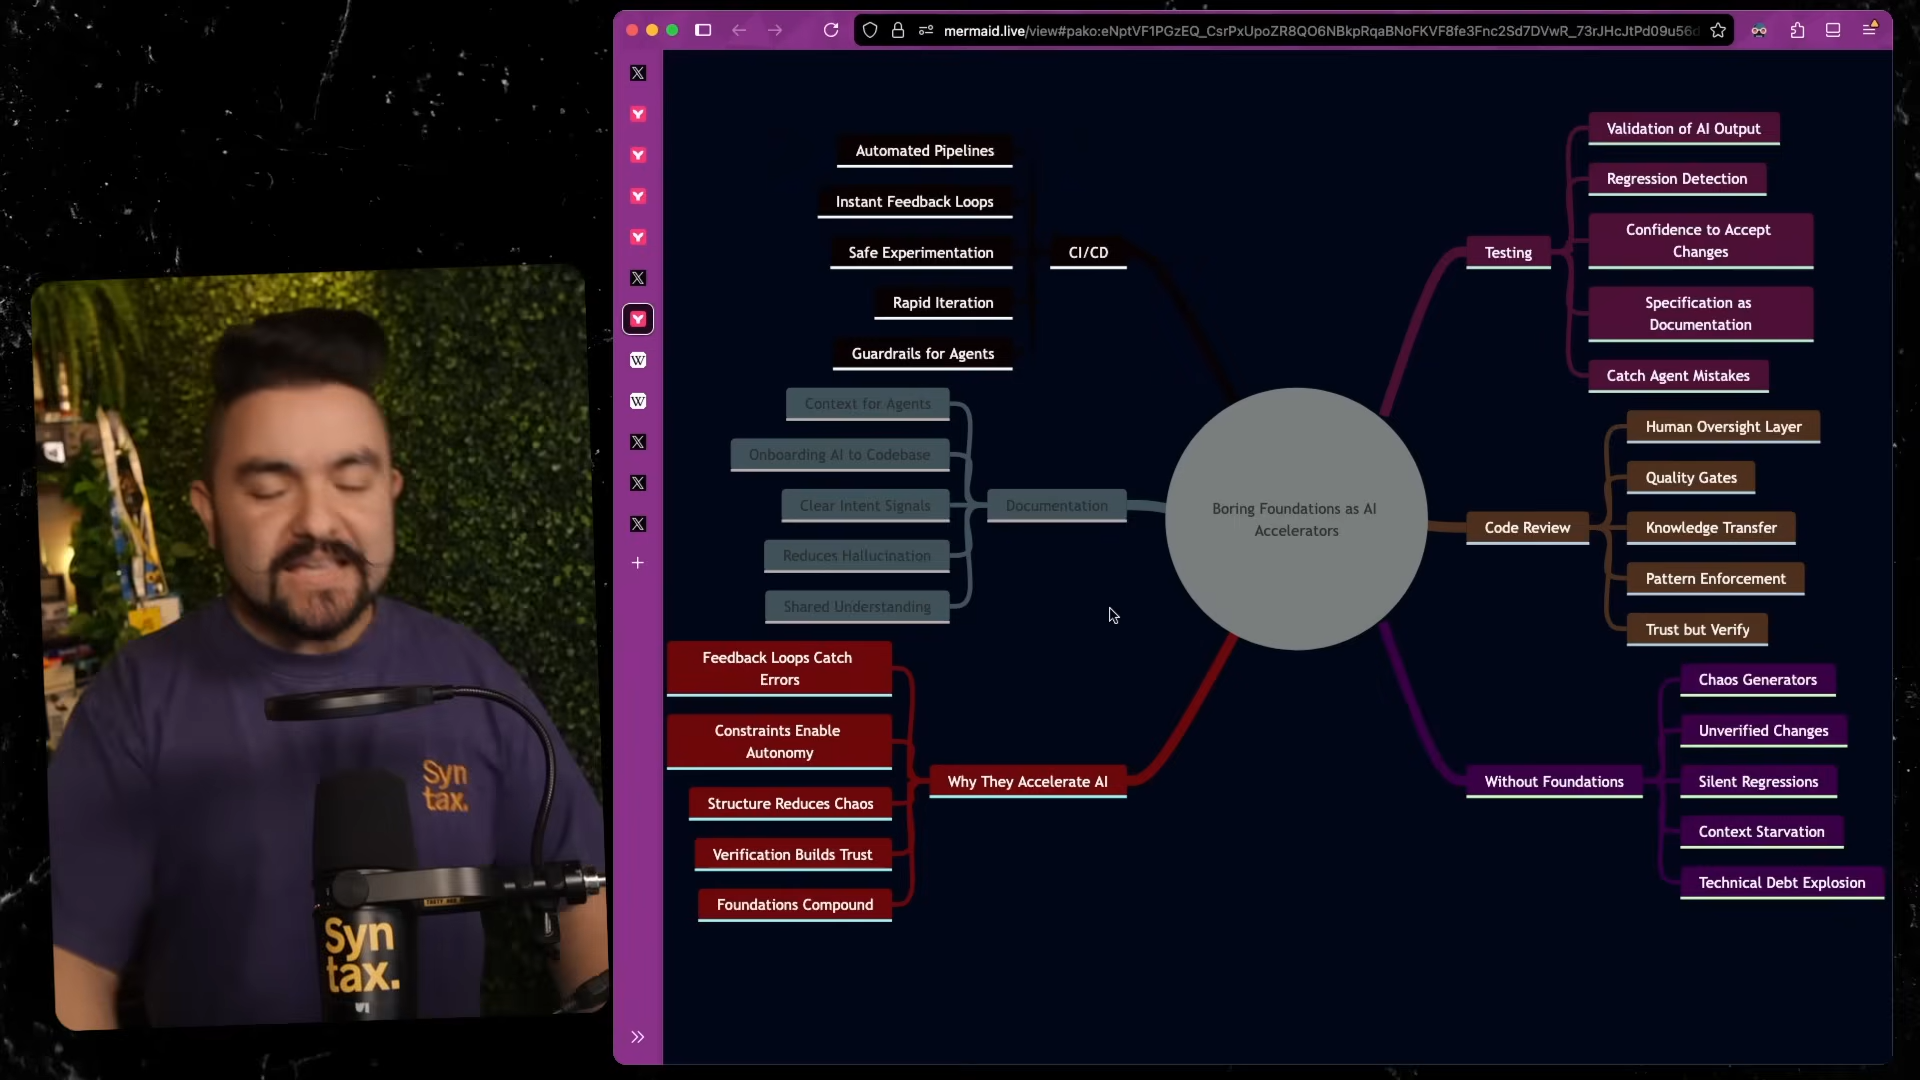 mermaid.live/view#pako:eNptVF1PGzEQ_CsrPxUpoZR8QO6NBkpRqaBNoFKVF8fe3Fnc2Sd7DVwR_73rJHcJtPd09u56d
Automated Pipelines
Instant Feedback Loops
Safe Experimentation
Rapid Iteration
Guardrails for Agents
CI/CD
Context for Agents
Onboarding AI to Codebase
Clear Intent Signals
Reduces Hallucination
Shared Understanding
Documentation
Feedback Loops Catch
Errors
Constraints Enable
Autonomy
Structure Reduces Chaos
Verification Builds Trust
Foundations Compound
Why They Accelerate AI
Boring Foundations as AI
Accelerators
Testing
Validation of AI Output
Regression Detection
Confidence to Accept
Changes
Specification as
Documentation
Catch Agent Mistakes
Code Review
Human Oversight Layer
Quality Gates
Knowledge Transfer
Pattern Enforcement
Trust but Verify
Without Foundations
Chaos Generators
Unverified Changes
Silent Regressions
Context Starvation
Technical Debt Explosion
Syn
tax.
Syn
tax.